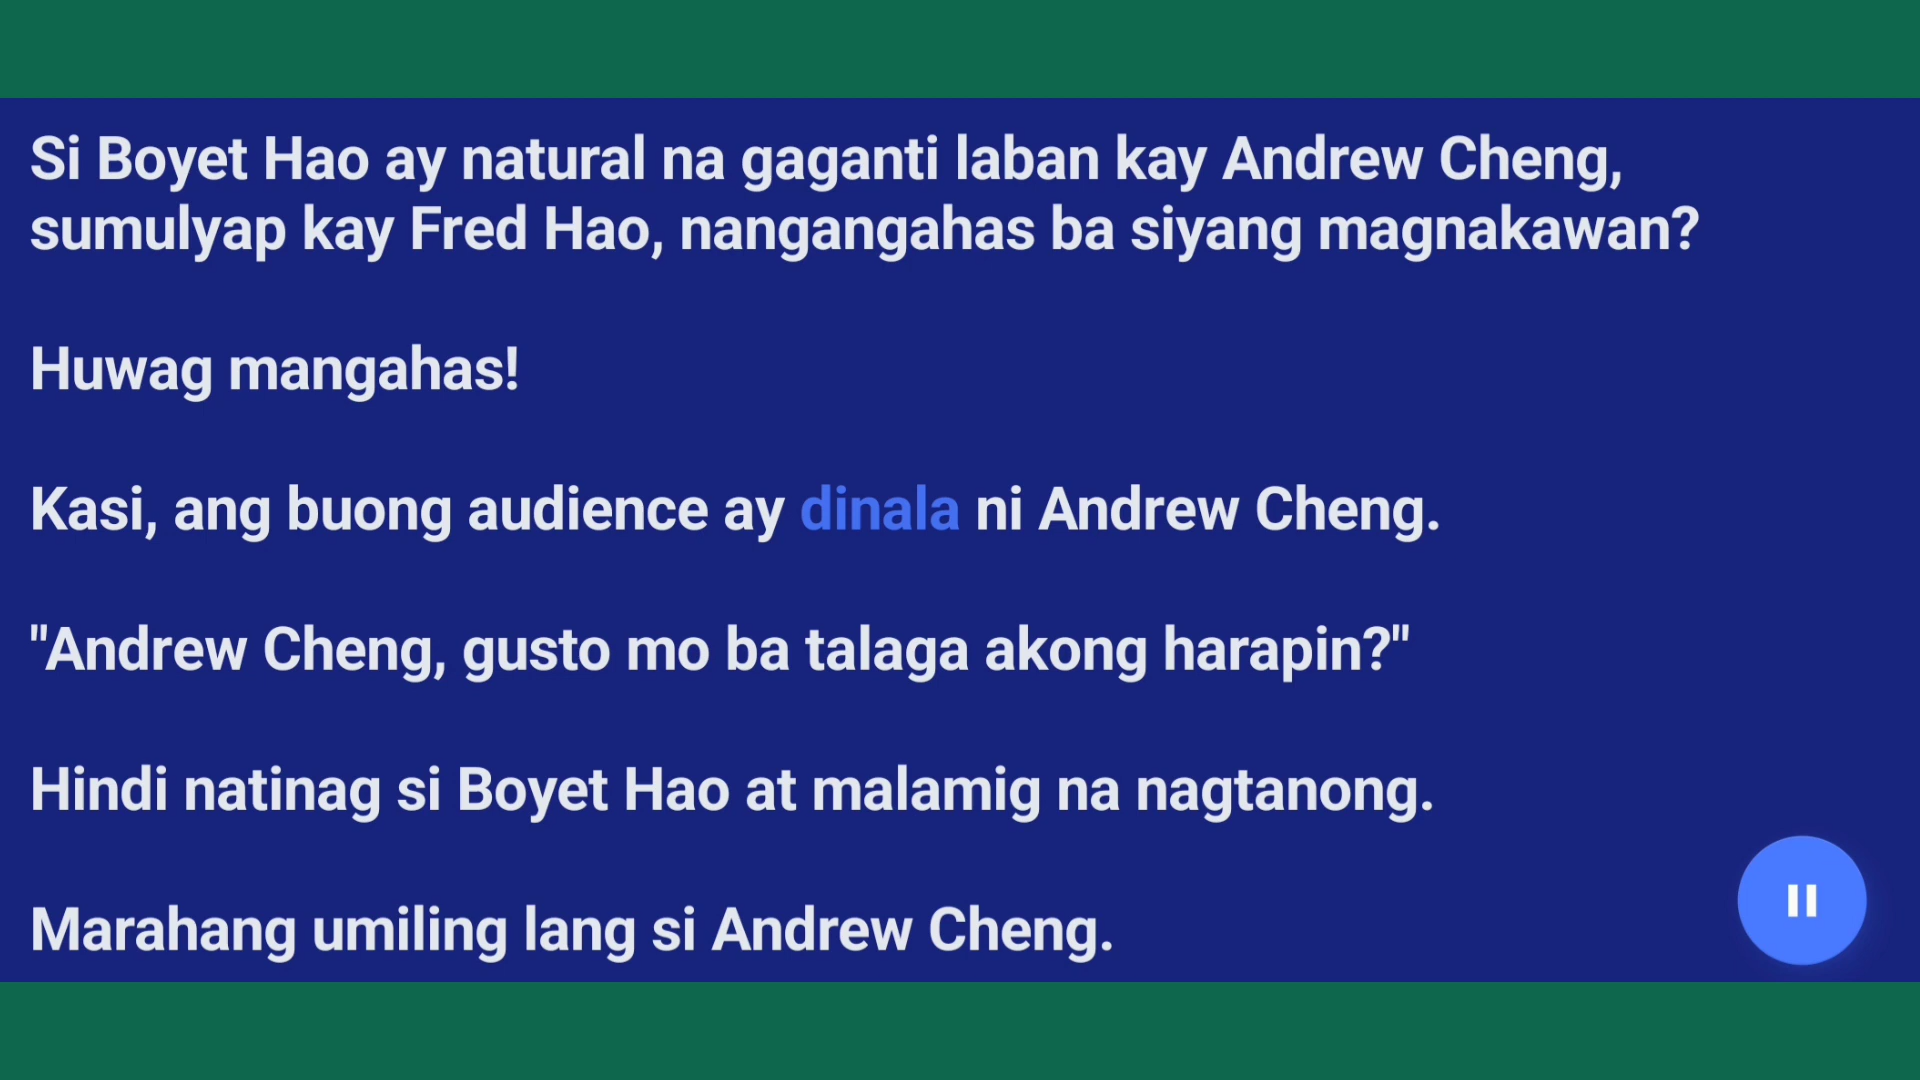 Si Boyet Hao ay natural na gaganti laban kay Andrew Cheng,
sumulyap kay Fred Hao, nangangahas ba siyang magnakawan?
Huwag mangahas!
Kasi, ang buong audience ay dinala ni Andrew Cheng.
"Andrew Cheng, gusto mo ba talaga akong harapin?"
Hindi natinag si Boyet Hao at malamig na nagtanong.
Marahang umiling lang si Andrew Cheng.